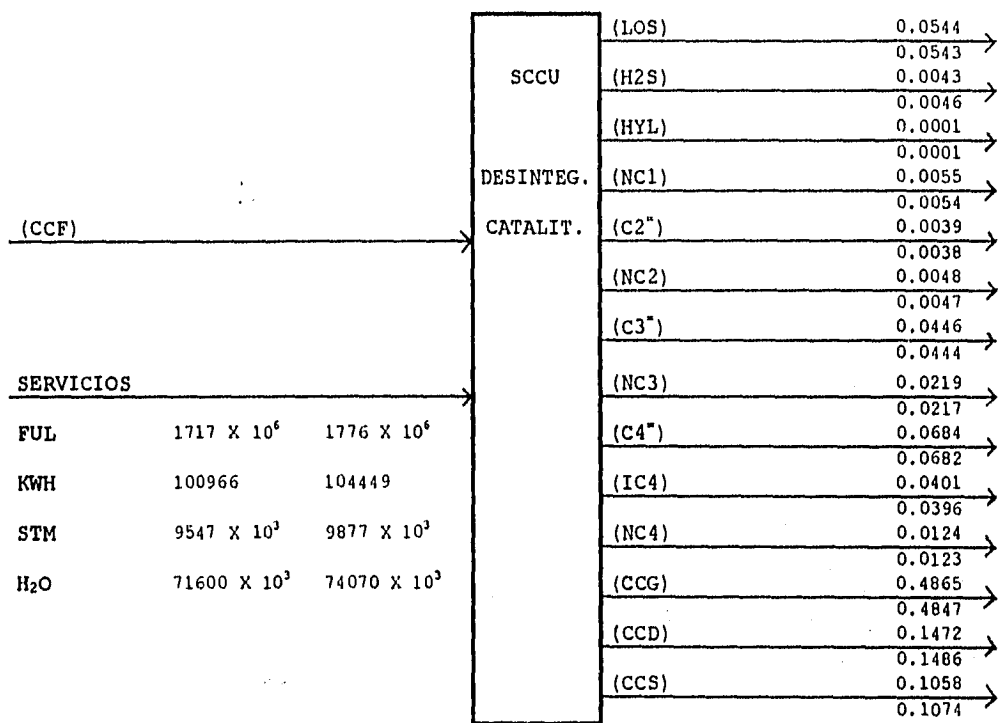 (LOS) 0.0544
0.0543
SCCU
(H2S) 0.0043
0.0046
(HYL) 0.0001
0.0001
DESINTEG.
(NC1) 0.0055
0.0054
(CCF)
CATALIT.
(C2=) 0.0039
0.0038
(NC2) 0.0048
0.0047
(C3=) 0.0446
0.0444
SERVICIOS
(NC3) 0.0219
0.0217
FUL 1717 X 10⁶ 1776 X 10⁶
(C4=) 0.0684
0.0682
KWH 100966 104449
(IC4) 0.0401
0.0396
STM 9547 X 10³ 9877 X 10³
(NC4) 0.0124
0.0123
H₂O 71600 X 10³ 74070 X 10³
(CCG) 0.4865
0.4847
(CCD) 0.1472
0.1486
(CCS) 0.1058
0.1074